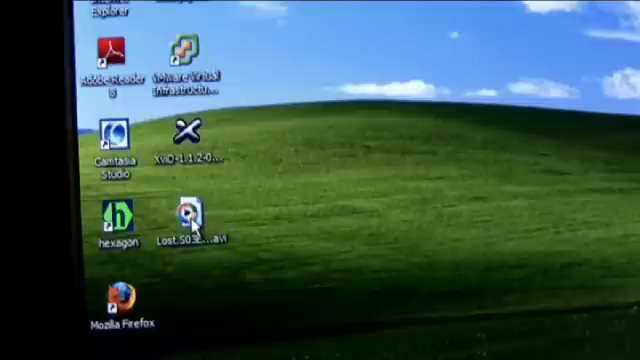 Explorer
Adobe Reader
8
VMware Virtual
Infrastructu...
Camtasia
Studio
XviD-1.1.2-0...
hexagon
Lost.S03E...avi
Mozilla Firefox